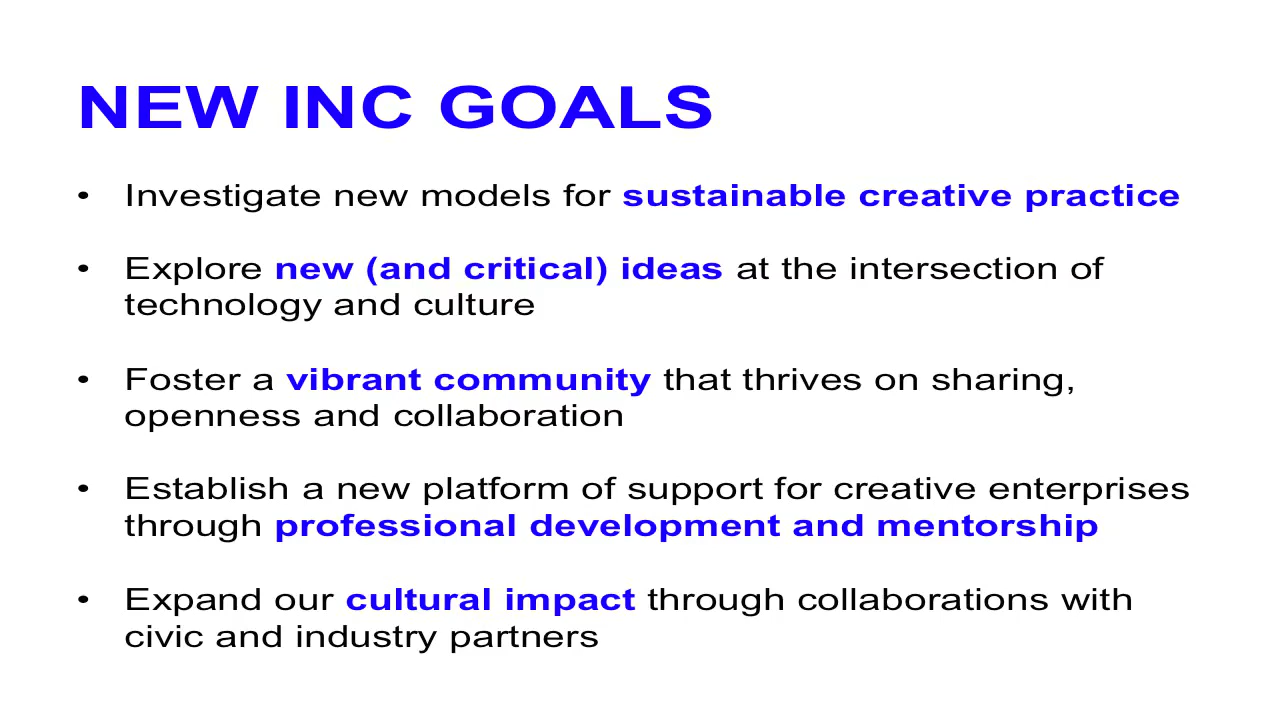 NEW INC GOALS
• Investigate new models for sustainable creative practice
• Explore new (and critical) ideas at the intersection of
technology and culture
• Foster a vibrant community that thrives on sharing,
openness and collaboration
• Establish a new platform of support for creative enterprises
through professional development and mentorship
• Expand our cultural impact through collaborations with
civic and industry partners